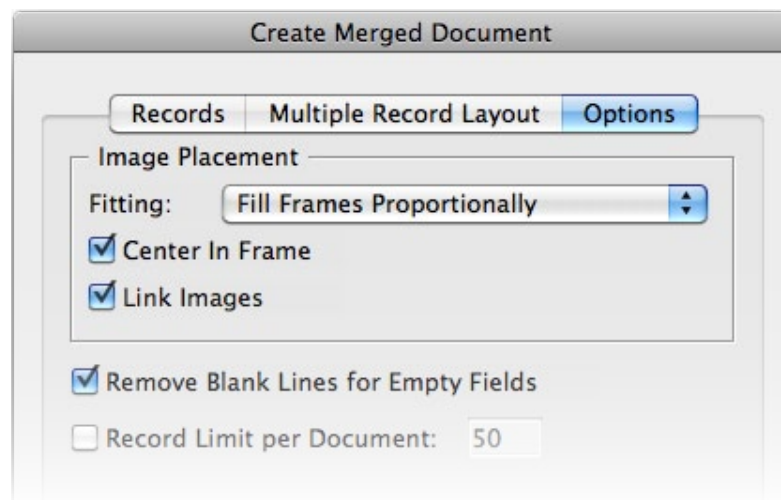 Create Merged Document
Records Multiple Record Layout Options
Image Placement
Fitting: Fill Frames Proportionally
Center In Frame
Link Images
Remove Blank Lines for Empty Fields
Record Limit per Document: 50